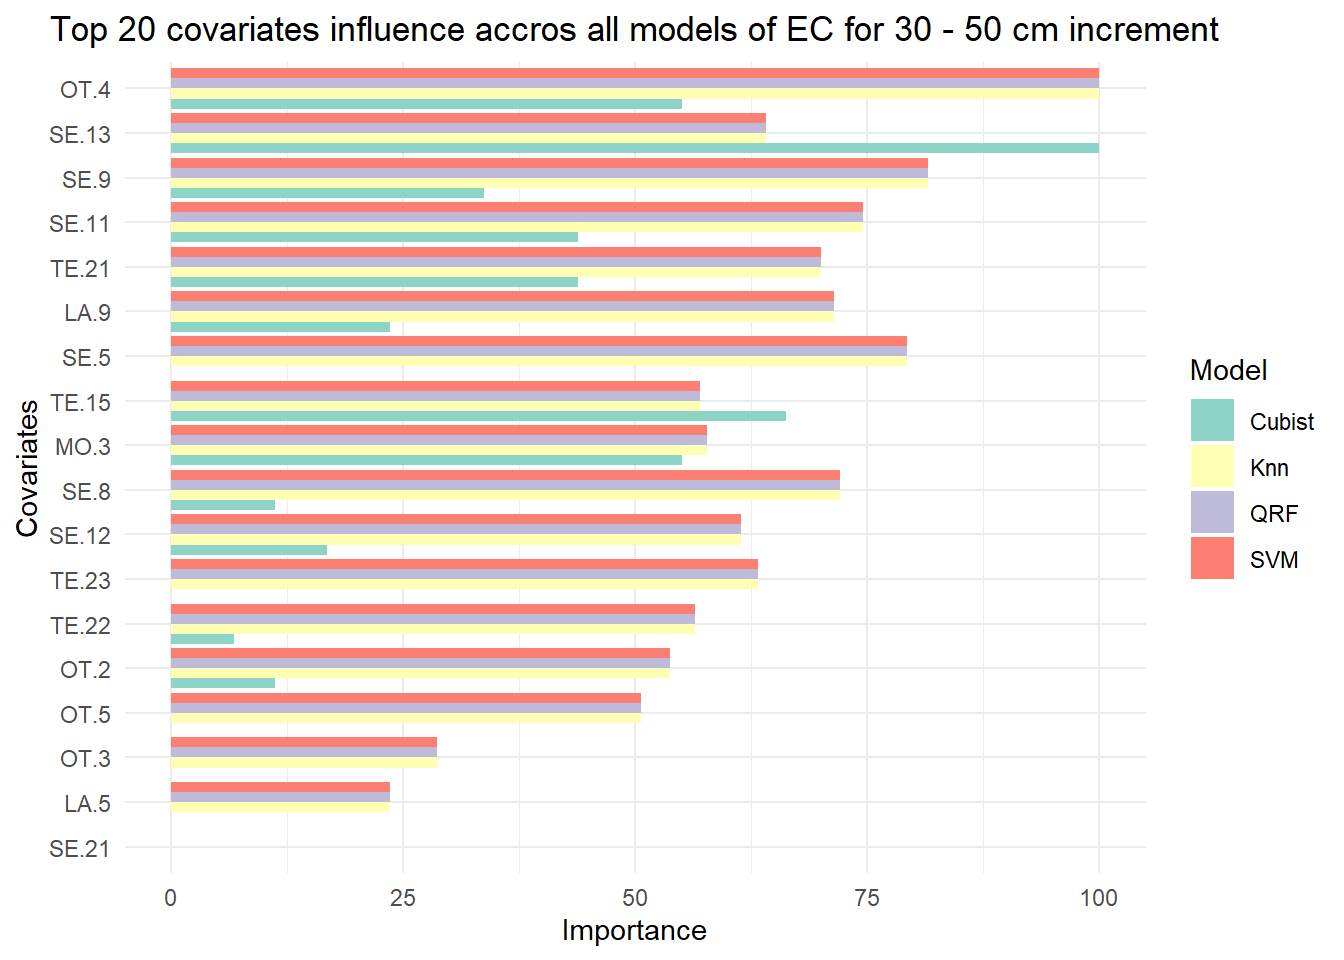 Top 20 covariates influence accros all models of EC for 30 - 50 cm increment
Covariates
OT.4
SE.13
SE.9
SE.11
TE.21
LA.9
SE.5
TE.15
MO.3
SE.8
SE.12
TE.23
TE.22
OT.2
OT.5
OT.3
LA.5
SE.21
0 25 50 75 100
Importance
Model
Cubist
Knn
QRF
SVM